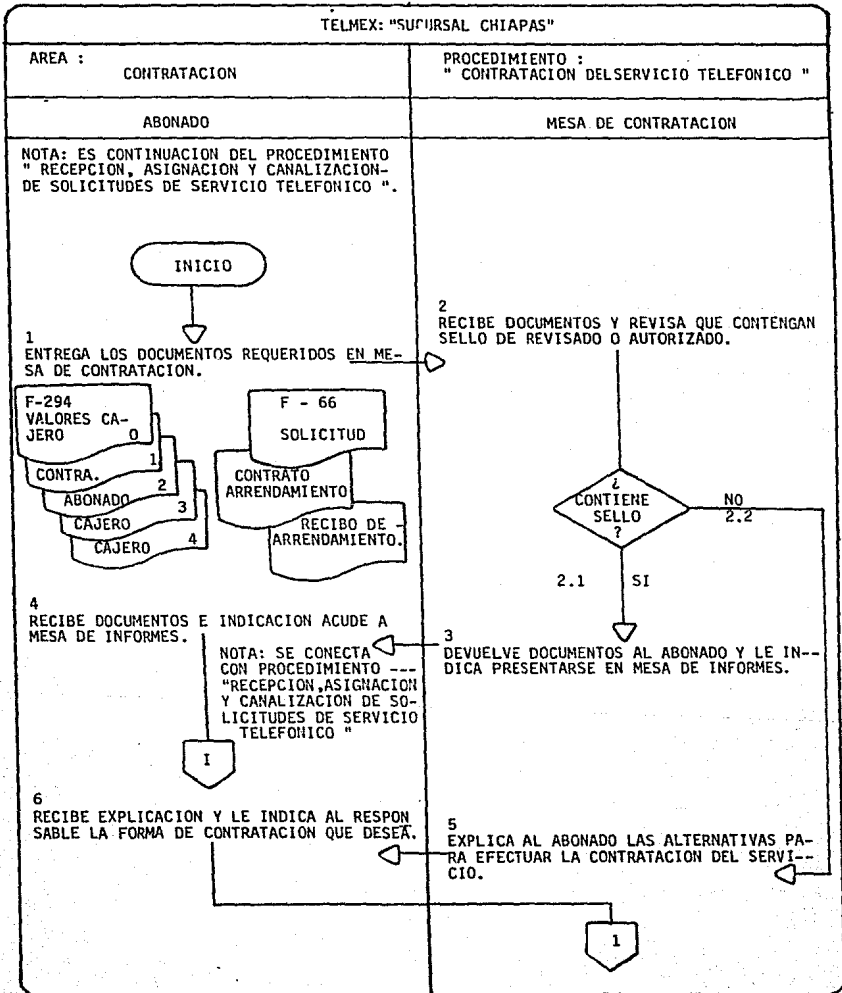 TELMEX: "SUCURSAL CHIAPAS"
AREA :
CONTRATACION
PROCEDIMIENTO :
" CONTRATACION DELSERVICIO TELEFONICO "
ABONADO
MESA DE CONTRATACION
NOTA: ES CONTINUACION DEL PROCEDIMIENTO
" RECEPCION, ASIGNACION Y CANALIZACION-
DE SOLICITUDES DE SERVICIO TELEFONICO ".
INICIO
1
ENTREGA LOS DOCUMENTOS REQUERIDOS EN ME-
SA DE CONTRATACION.
2
RECIBE DOCUMENTOS Y REVISA QUE CONTENGAN
SELLO DE REVISADO O AUTORIZADO.
F-294
VALORES CA-
JERO 0
CONTRA. 1
ABONADO 2
CAJERO 3
CAJERO 4
F - 66
SOLICITUD
CONTRATO
ARRENDAMIENTO
RECIBO DE -
ARRENDAMIENTO.
¿
CONTIENE
SELLO
?
NO
2.2
2.1 SI
4
RECIBE DOCUMENTOS E INDICACION ACUDE A
MESA DE INFORMES.
3
DEVUELVE DOCUMENTOS AL ABONADO Y LE IN--
DICA PRESENTARSE EN MESA DE INFORMES.
NOTA: SE CONECTA
CON PROCEDIMIENTO ---
"RECEPCION,ASIGNACION
Y CANALIZACION DE SO-
LICITUDES DE SERVICIO
TELEFONICO "
I
6
RECIBE EXPLICACION Y LE INDICA AL RESPON
SABLE LA FORMA DE CONTRATACION QUE DESEA.
5
EXPLICA AL ABONADO LAS ALTERNATIVAS PA-
RA EFECTUAR LA CONTRATACION DEL SERVI--
CIO.
1